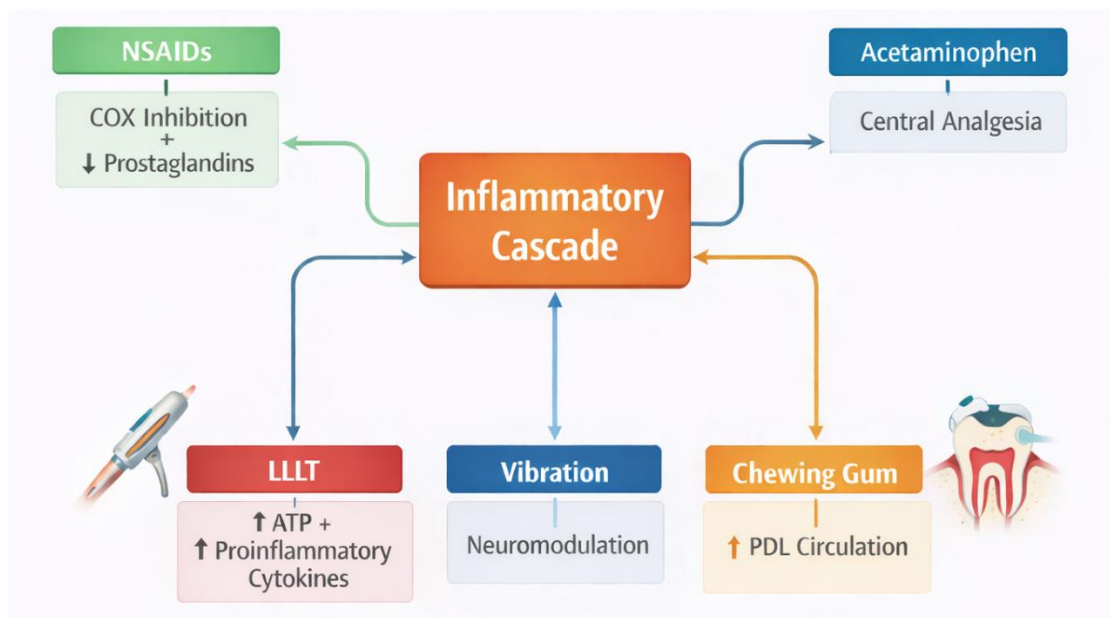 NSAIDs
COX Inhibition
+
↓ Prostaglandins
Acetaminophen
Central Analgesia
Inflammatory
Cascade
LLLT
↑ ATP +
↑ Proinflammatory
Cytokines
Vibration
Neuromodulation
Chewing Gum
↑ PDL Circulation